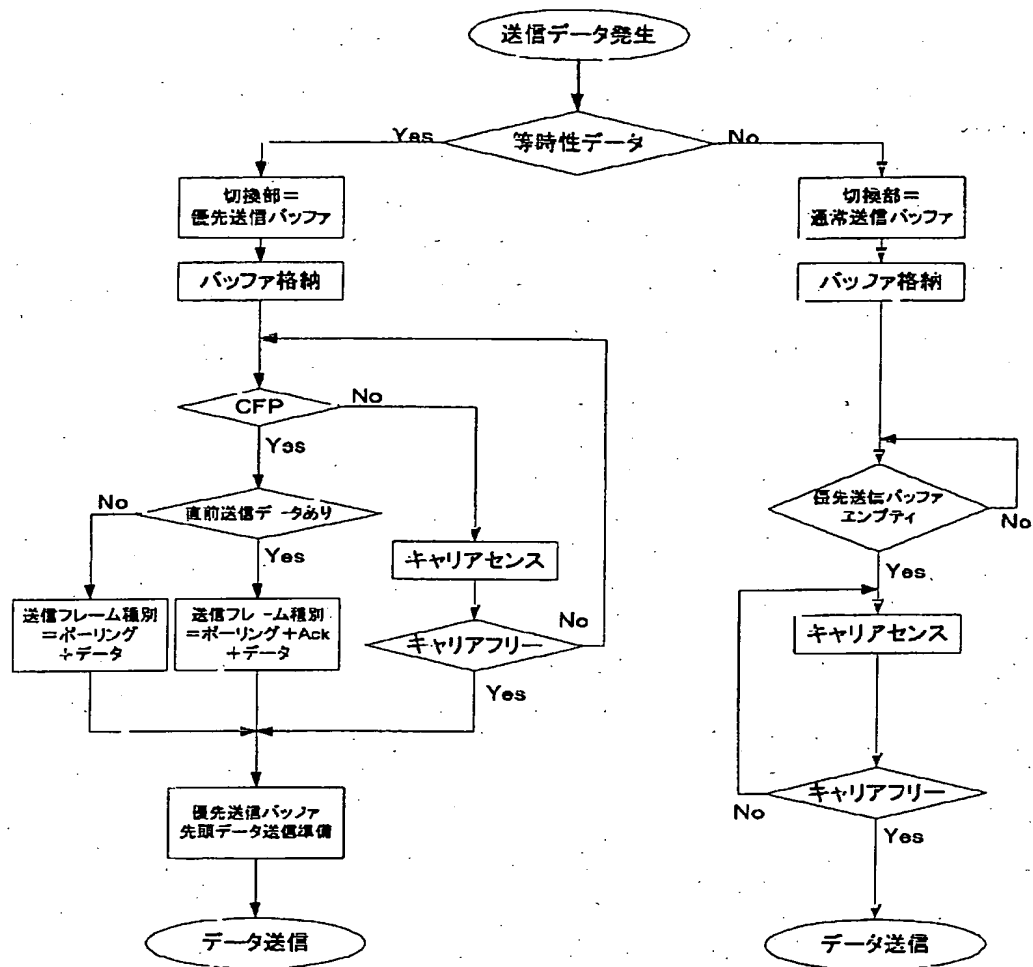 送信データ発生
等時性データ
Yes
No
切換部＝
優先送信バッファ
バッファ格納
CFP
No
Yes
直前送信データあり
No
Yes
送信フレーム種別
＝ポーリング
＋データ
送信フレーム種別
＝ポーリング＋Ack
＋データ
キャリアセンス
キャリアフリー
No
Yes
優先送信バッファ
先頭データ送信準備
データ送信
切換部＝
通常送信バッファ
バッファ格納
優先送信バッファ
エンプティ
No
Yes
キャリアセンス
キャリアフリー
No
Yes
データ送信